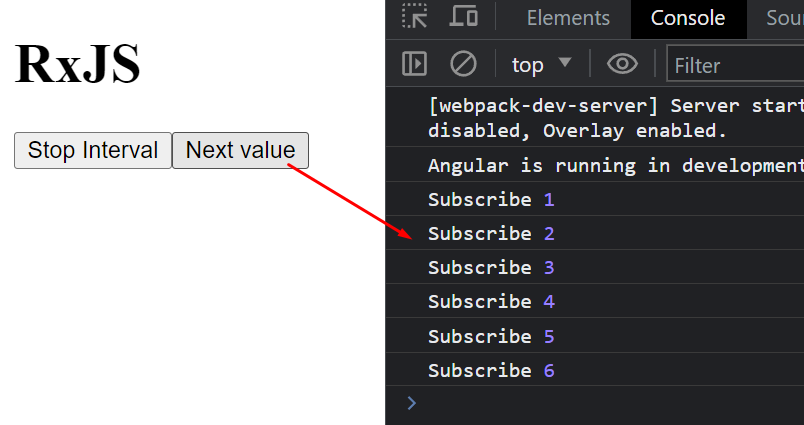 RxJS
Stop Interval Next value
Elements Console Sou
top Filter
[webpack-dev-server] Server start
disabled, Overlay enabled.
Angular is running in development
Subscribe 1
Subscribe 2
Subscribe 3
Subscribe 4
Subscribe 5
Subscribe 6